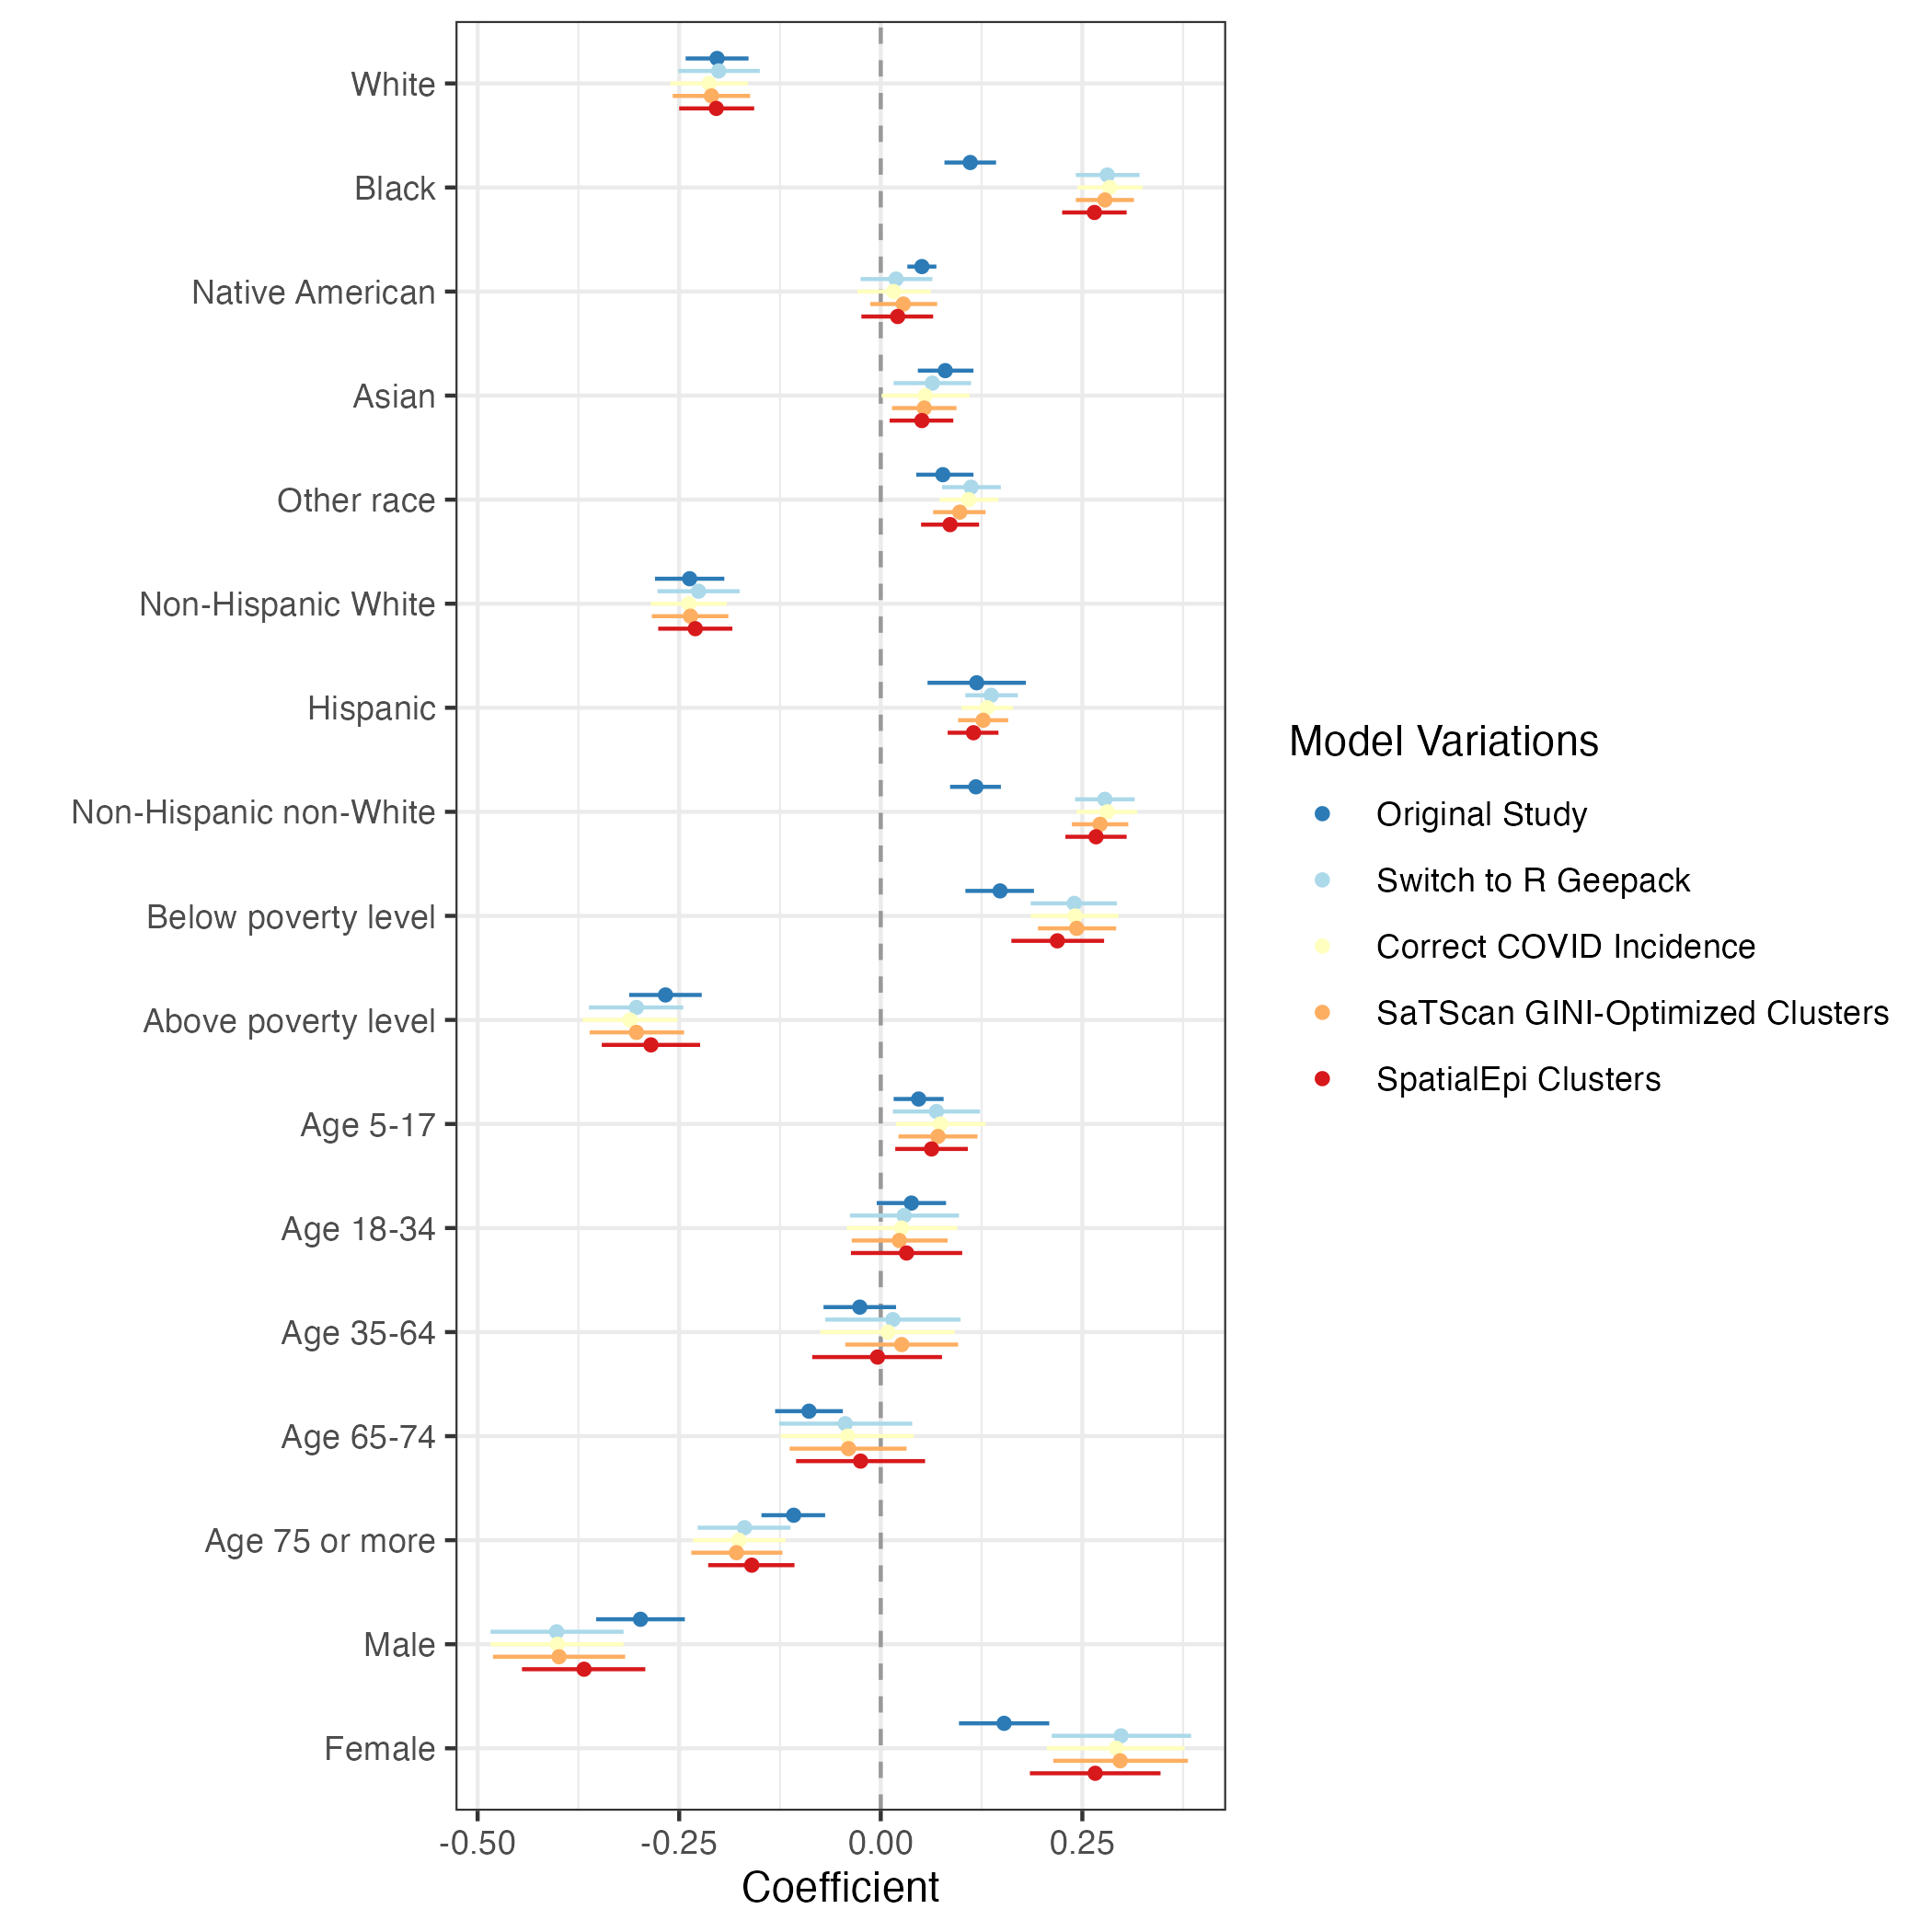 White
Black
Native American
Asian
Other race
Non-Hispanic White
Hispanic
Non-Hispanic non-White
Below poverty level
Above poverty level
Age 5-17
Age 18-34
Age 35-64
Age 65-74
Age 75 or more
Male
Female
-0.50 -0.25 0.00 0.25
Coefficient
Model Variations
Original Study
Switch to R Geepack
Correct COVID Incidence
SaTScan GINI-Optimized Clusters
SpatialEpi Clusters